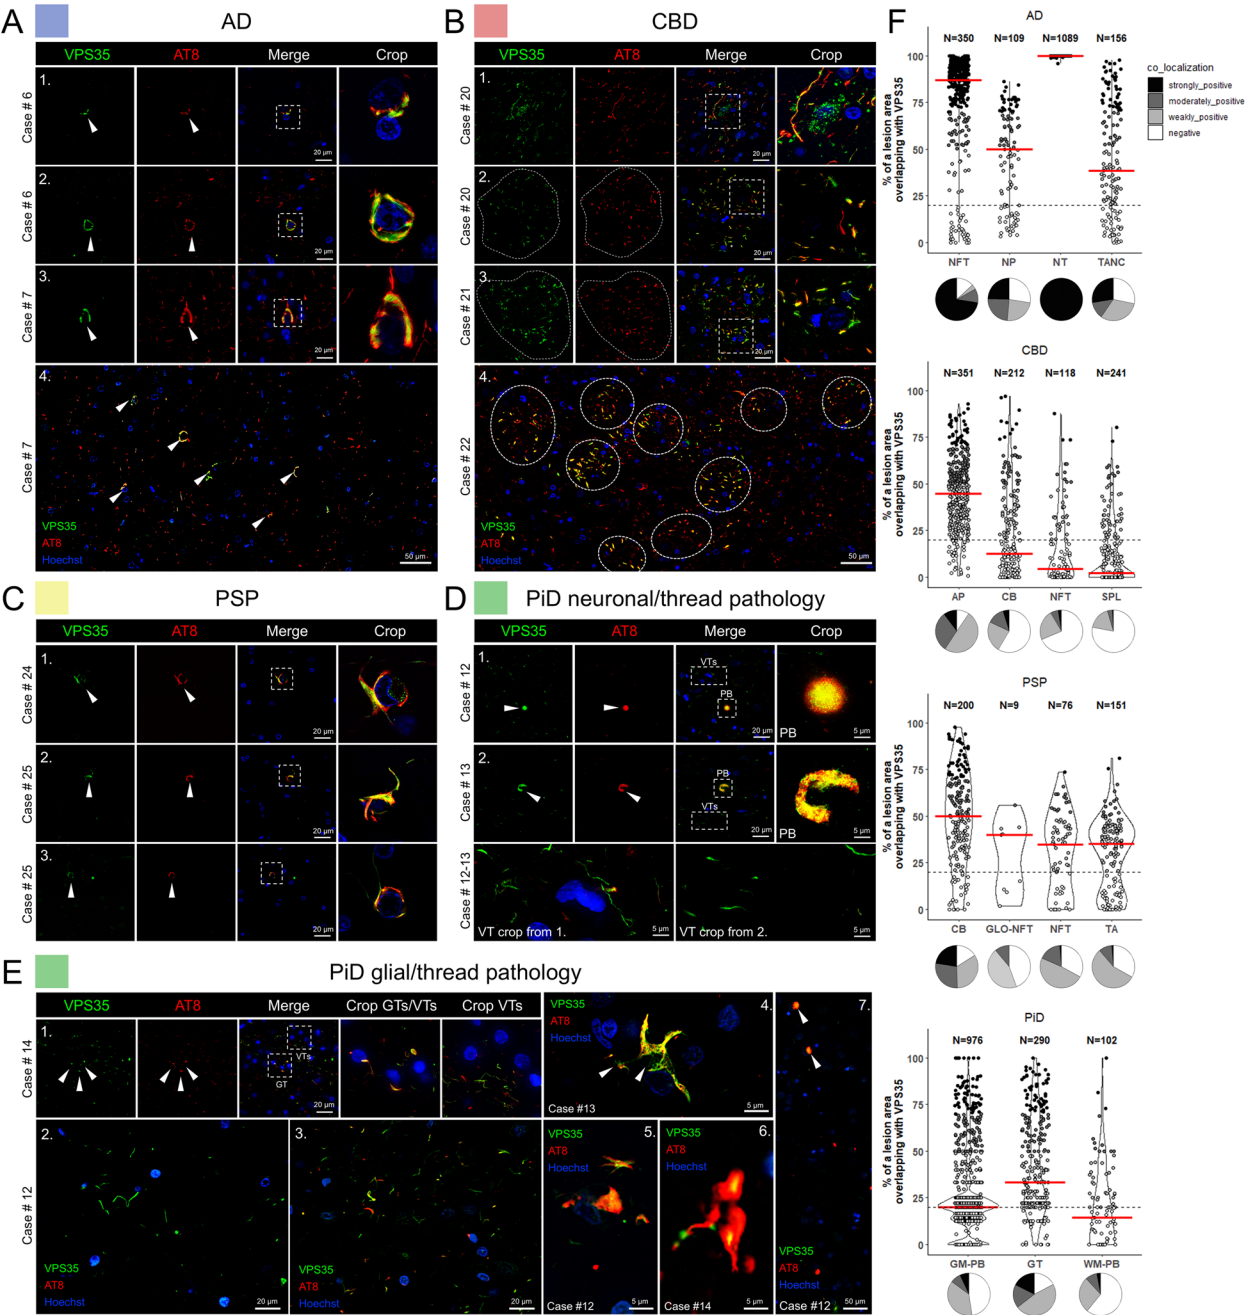 A
AD
VPS35
AT8
Merge
Crop
1.
Case # 6
20 µm
2.
Case # 6
20 µm
3.
Case # 7
20 µm
4.
Case # 7
VPS35
AT8
Hoechst
50 µm
B
CBD
VPS35
AT8
Merge
Crop
1.
Case # 20
20 µm
2.
Case # 20
20 µm
3.
Case # 21
20 µm
4.
Case # 22
VPS35
AT8
Hoechst
50 µm
C
PSP
VPS35
AT8
Merge
Crop
1.
Case # 24
20 µm
2.
Case # 25
20 µm
3.
Case # 25
20 µm
D
PiD neuronal/thread pathology
VPS35
AT8
Merge
Crop
1.
Case # 12
VTs
PB
20 µm
PB
5 µm
2.
Case # 13
PB
VTs
20 µm
PB
5 µm
Case # 12-13
VT crop from 1.
5 µm
VT crop from 2.
5 µm
E
PiD glial/thread pathology
VPS35
AT8
Merge
Crop GTs/VTs
Crop VTs
1.
Case # 14
VTs
GT
20 µm
5 µm
5 µm
2.
Case # 12
VPS35
AT8
Hoechst
20 µm
3.
VPS35
AT8
Hoechst
20 µm
4.
VPS35
AT8
Hoechst
Case #13
5 µm
5.
VPS35
AT8
Hoechst
Case #12
5 µm
6.
VPS35
AT8
Hoechst
Case #14
5 µm
7.
VPS35
AT8
Hoechst
Case #12
50 µm
F
AD
N=350 N=109 N=1089 N=156
% of a lesion area
overlapping with VPS35
100
75
50
25
0
NFT NP NT TANC
co_localization
strongly_positive
moderately_positive
weakly_positive
negative
CBD
N=351 N=212 N=118 N=241
% of a lesion area
overlapping with VPS35
100
75
50
25
0
AP CB NFT SPL
PSP
N=200 N=9 N=76 N=151
% of a lesion area
overlapping with VPS35
100
75
50
25
0
CB GLO-NFT NFT TA
PiD
N=976 N=290 N=102
% of a lesion area
overlapping with VPS35
100
75
50
25
0
GM-PB GT WM-PB